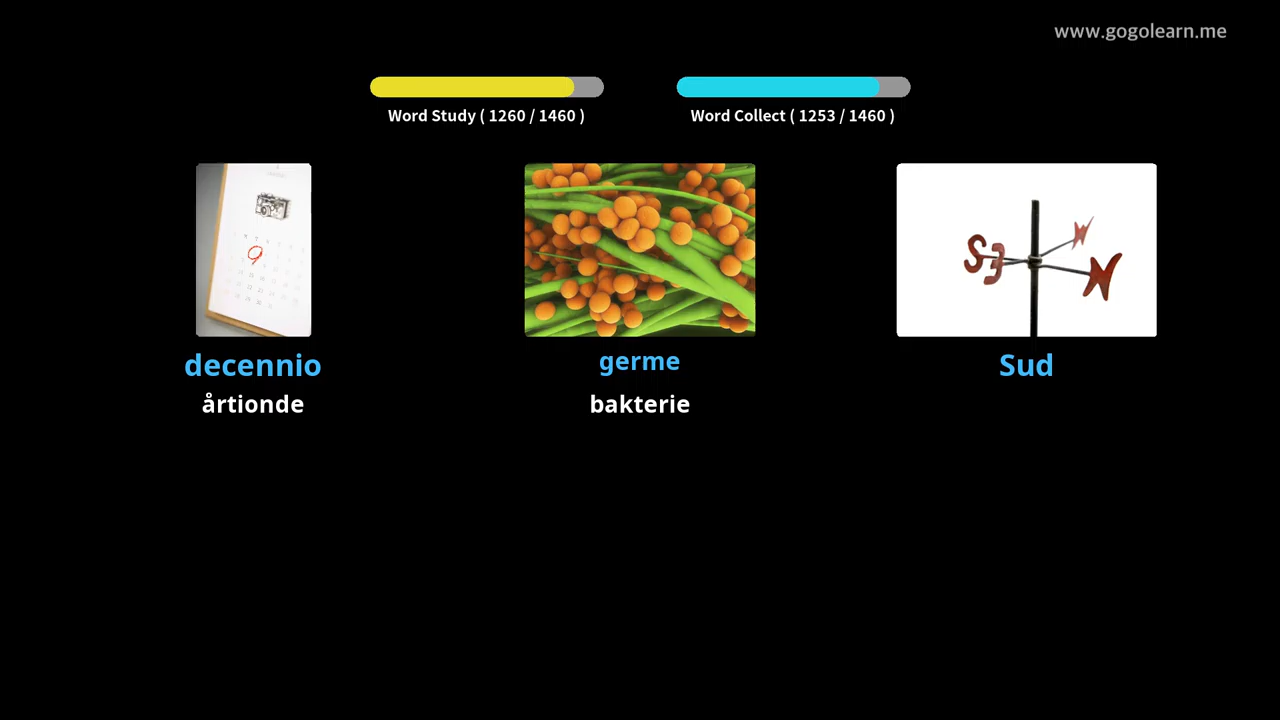 www.gogolearn.me
Word Study ( 1260 / 1460 )
Word Collect ( 1253 / 1460 )
decennio
germe
Sud
årtionde
bakterie